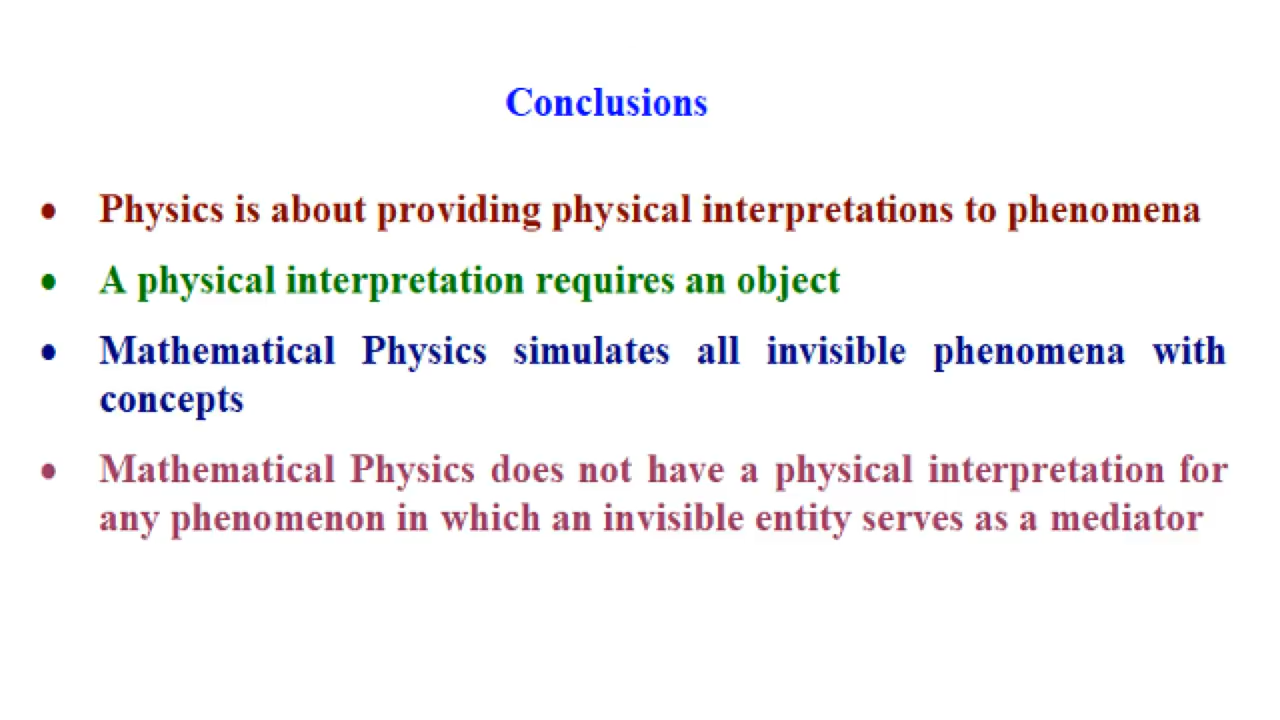 Conclusions
• Physics is about providing physical interpretations to phenomena
• A physical interpretation requires an object
• Mathematical Physics simulates all invisible phenomena with
concepts
• Mathematical Physics does not have a physical interpretation for
any phenomenon in which an invisible entity serves as a mediator